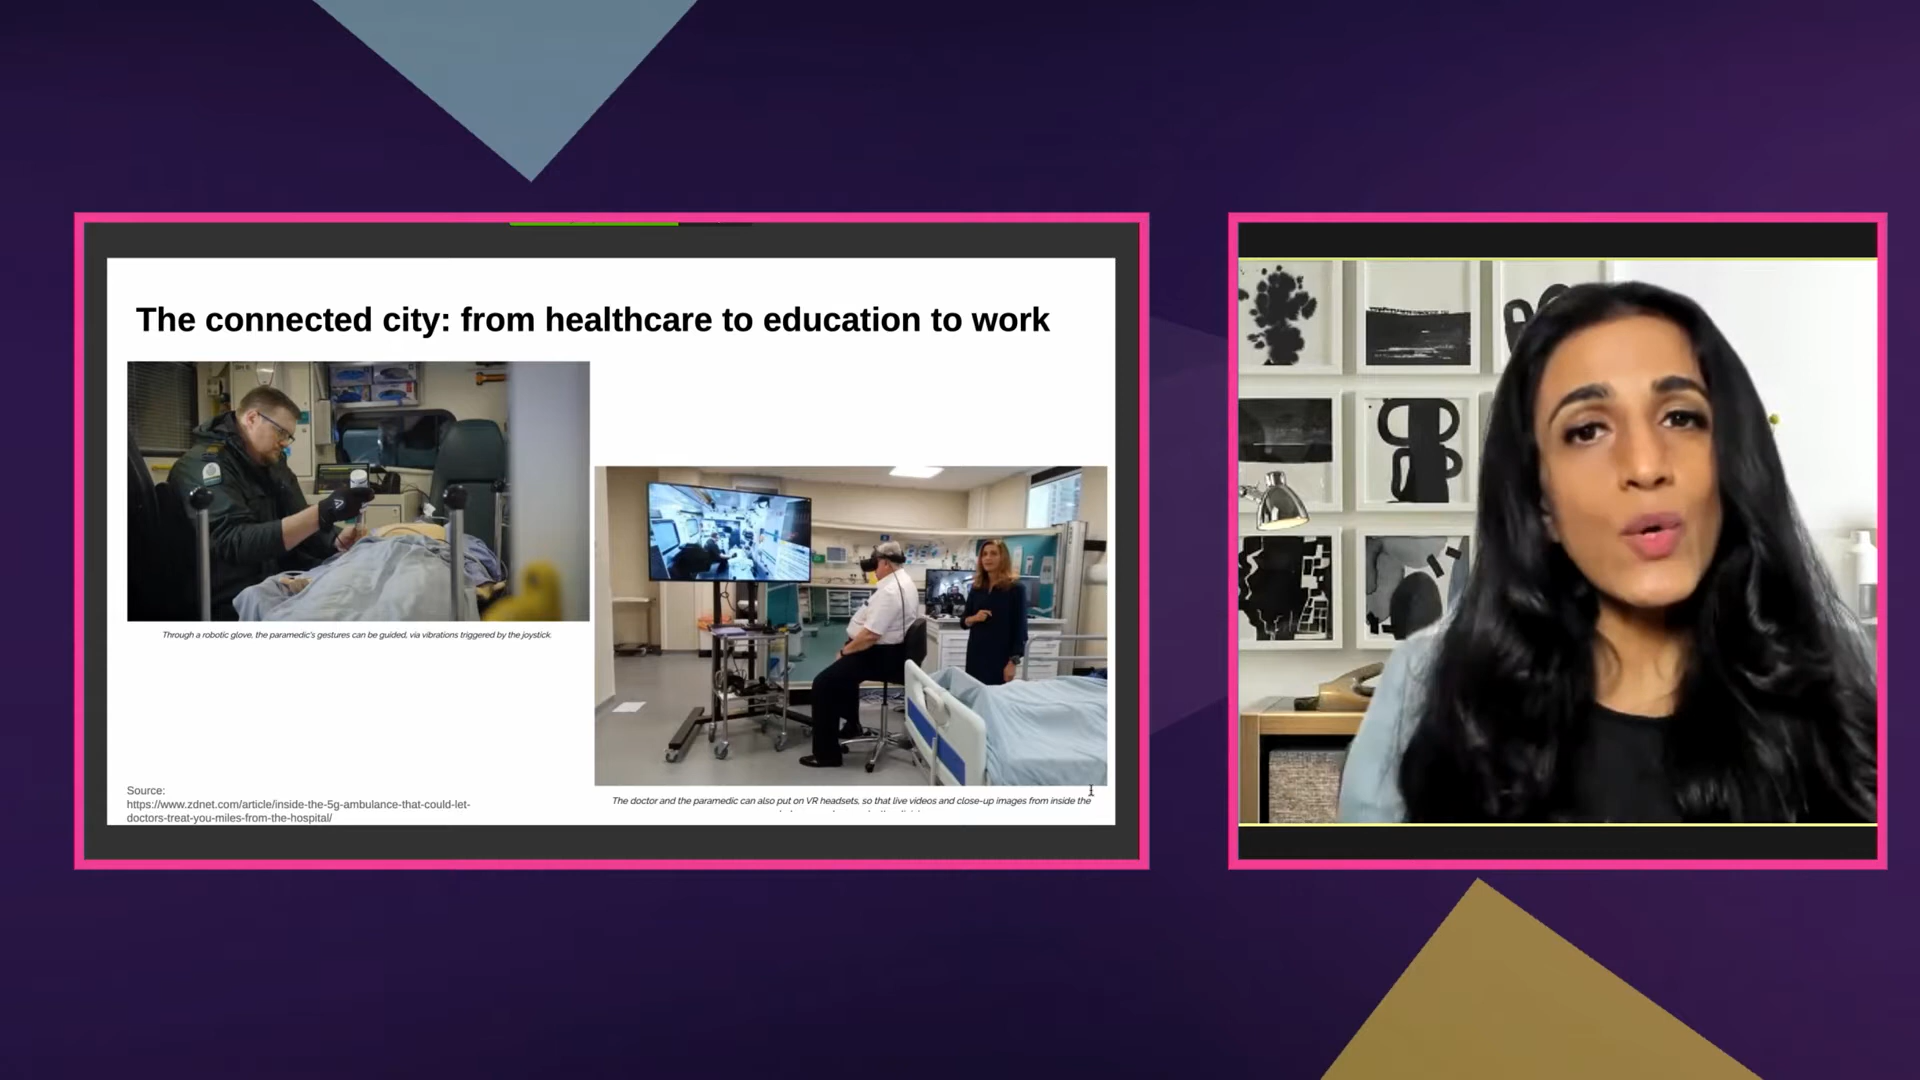 The connected city: from healthcare to education to work
Through a robotic glove, the paramedic's gestures can be guided, via vibrations triggered by the joystick.
The doctor and the paramedic can also put on VR headsets, so that live videos and close-up images from inside the
Source:
https://www.zdnet.com/article/inside-the-5g-ambulance-that-could-let-
doctors-treat-you-miles-from-the-hospital/